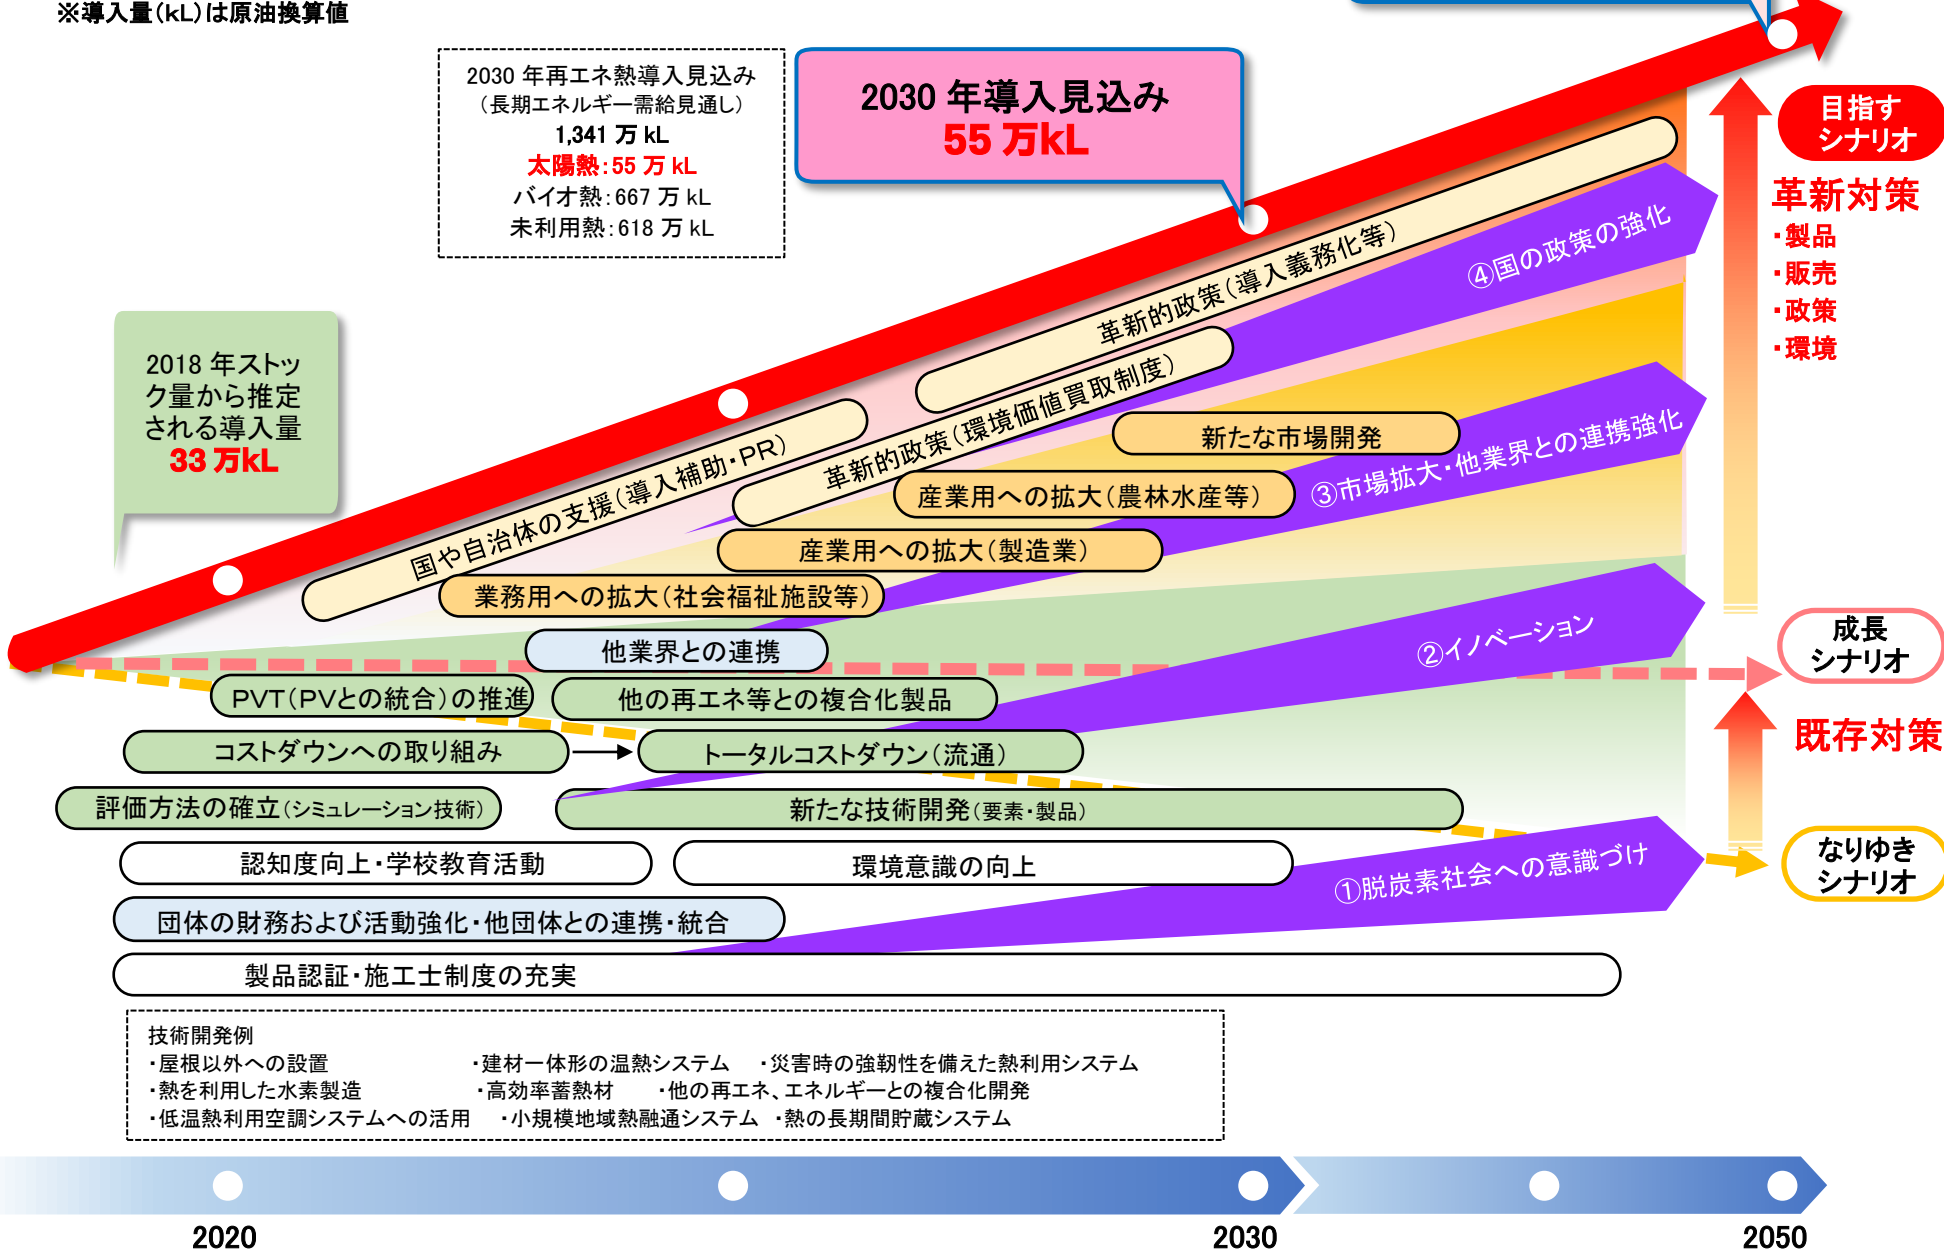 ※導入量(kL)は原油換算値
2030 年再エネ熱導入見込み
(長期エネルギー需給見通し)
1,341 万 kL
太陽熱:55 万 kL
バイオ熱:667 万 kL
未利用熱:618 万 kL
2030 年導入見込み
55 万kL
目指す
シナリオ
革新対策
・製品
・販売
・政策
・環境
2018 年ストッ
ク量から推定
される導入量
33 万kL
革新的政策(導入義務化等)
④国の政策の強化
革新的政策(環境価値買取制度)
国や自治体の支援(導入補助・PR)
新たな市場開発
③市場拡大・他業界との連携強化
産業用への拡大(農林水産等)
産業用への拡大(製造業)
業務用への拡大(社会福祉施設等)
他業界との連携
②イノベーション
成長
シナリオ
PVT(PVとの統合)の推進
他の再エネ等との複合化製品
既存対策
コストダウンへの取り組み
トータルコストダウン(流通)
評価方法の確立(シミュレーション技術)
新たな技術開発(要素・製品)
なりゆき
シナリオ
認知度向上・学校教育活動
環境意識の向上
①脱炭素社会への意識づけ
団体の財務および活動強化・他団体との連携・統合
製品認証・施工士制度の充実
技術開発例
・屋根以外への設置 ・建材一体形の温熱システム ・災害時の強靭性を備えた熱利用システム
・熱を利用した水素製造 ・高効率蓄熱材 ・他の再エネ、エネルギーとの複合化開発
・低温熱利用空調システムへの活用 ・小規模地域熱融通システム ・熱の長期間貯蔵システム
2020
2030
2050